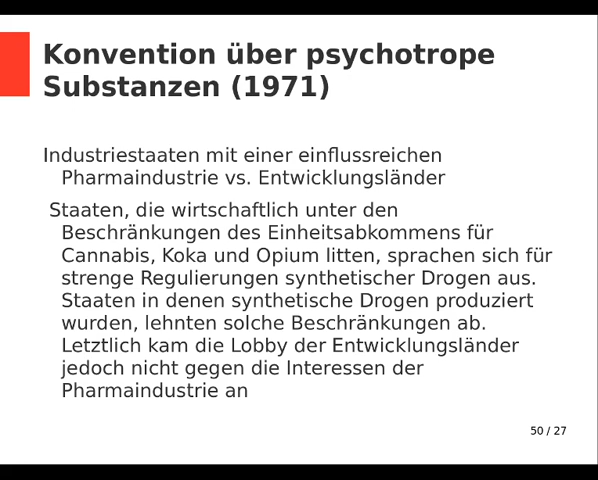 Konvention über psychotrope
Substanzen (1971)
Industriestaaten mit einer einflussreichen
Pharmaindustrie vs. Entwicklungsländer
Staaten, die wirtschaftlich unter den
Beschränkungen des Einheitsabkommens für
Cannabis, Koka und Opium litten, sprachen sich für
strenge Regulierungen synthetischer Drogen aus.
Staaten in denen synthetische Drogen produziert
wurden, lehnten solche Beschränkungen ab.
Letztlich kam die Lobby der Entwicklungsländer
jedoch nicht gegen die Interessen der
Pharmaindustrie an
50 / 27